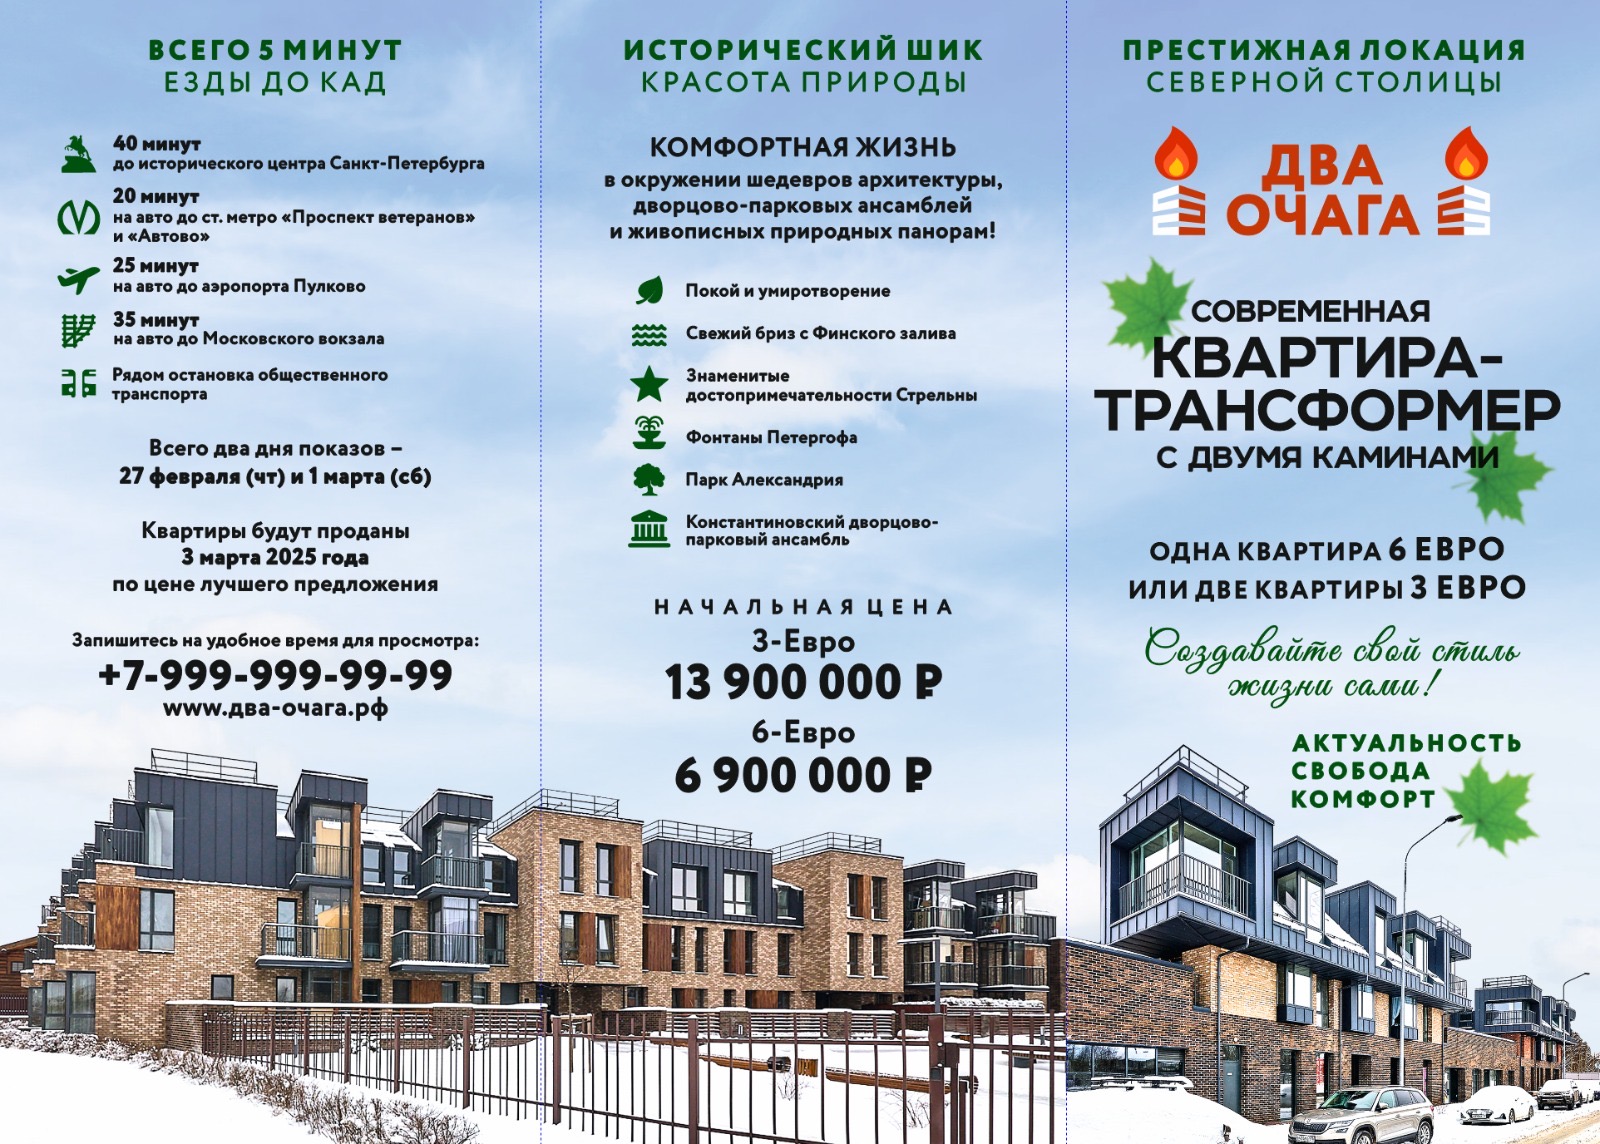 ВСЕГО 5 МИНУТ
ЕЗДЫ ДО КАД
40 минут
до исторического центра Санкт-Петербурга
20 минут
на авто до ст. метро «Проспект ветеранов»
и «Автово»
25 минут
на авто до аэропорта Пулково
35 минут
на авто до Московского вокзала
Рядом остановка общественного
транспорта
Всего два дня показов –
27 февраля (чт) и 1 марта (сб)
Квартиры будут проданы
3 марта 2025 года
по цене лучшего предложения
Запишитесь на удобное время для просмотра:
+7-999-999-99-99
www.два-очага.рф
ИСТОРИЧЕСКИЙ ШИК
КРАСОТА ПРИРОДЫ
КОМФОРТНАЯ ЖИЗНЬ
в окружении шедевров архитектуры,
дворцово-парковых ансамблей
и живописных природных панорам!
Покой и умиротворение
Свежий бриз с Финского залива
Знаменитые
достопримечательности Стрельны
Фонтаны Петергофа
Парк Александрия
Константиновский дворцово-
парковый ансамбль
НАЧАЛЬНАЯ ЦЕНА
3-Евро
13 900 000 ₽
6-Евро
6 900 000 ₽
ПРЕСТИЖНАЯ ЛОКАЦИЯ
СЕВЕРНОЙ СТОЛИЦЫ
ДВА
ОЧАГА
СОВРЕМЕННАЯ
КВАРТИРА-
ТРАНСФОРМЕР
С ДВУМЯ КАМИНАМИ
ОДНА КВАРТИРА 6 ЕВРО
ИЛИ ДВЕ КВАРТИРЫ 3 ЕВРО
Создавайте свой стиль
жизни сами!
АКТУАЛЬНОСТЬ
СВОБОДА
КОМФОРТ